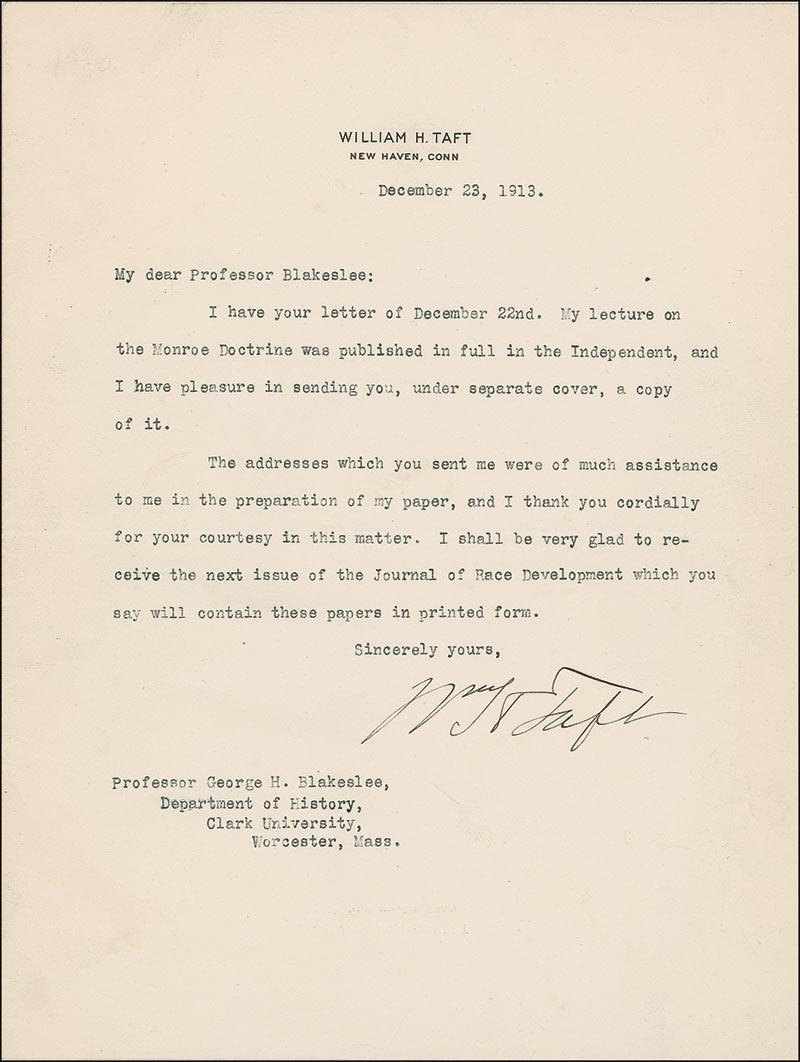 WILLIAM H. TAFT
NEW HAVEN, CONN
December 23, 1913.
My dear Professor Blakeslee:
I have your letter of December 22nd. My lecture on
the Monroe Doctrine was published in full in the Independent, and
I have pleasure in sending you, under separate cover, a copy
of it.
The addresses which you sent me were of much assistance
to me in the preparation of my paper, and I thank you cordially
for your courtesy in this matter. I shall be very glad to re-
ceive the next issue of the Journal of Race Development which you
say will contain these papers in printed form.
Sincerely yours,
Wm H Taft
Professor George H. Blakeslee,
Department of History,
Clark University,
Worcester, Mass.